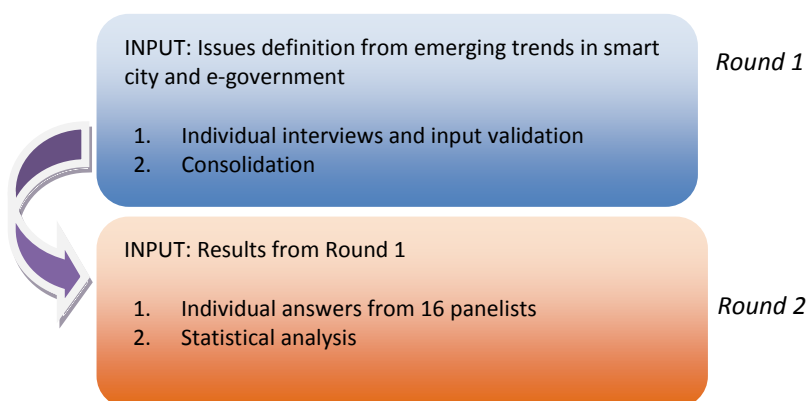 INPUT: Issues definition from emerging trends in smart
city and e-government
Round 1
1. Individual interviews and input validation
2. Consolidation
INPUT: Results from Round 1
1. Individual answers from 16 panelists
Round 2
2. Statistical analysis